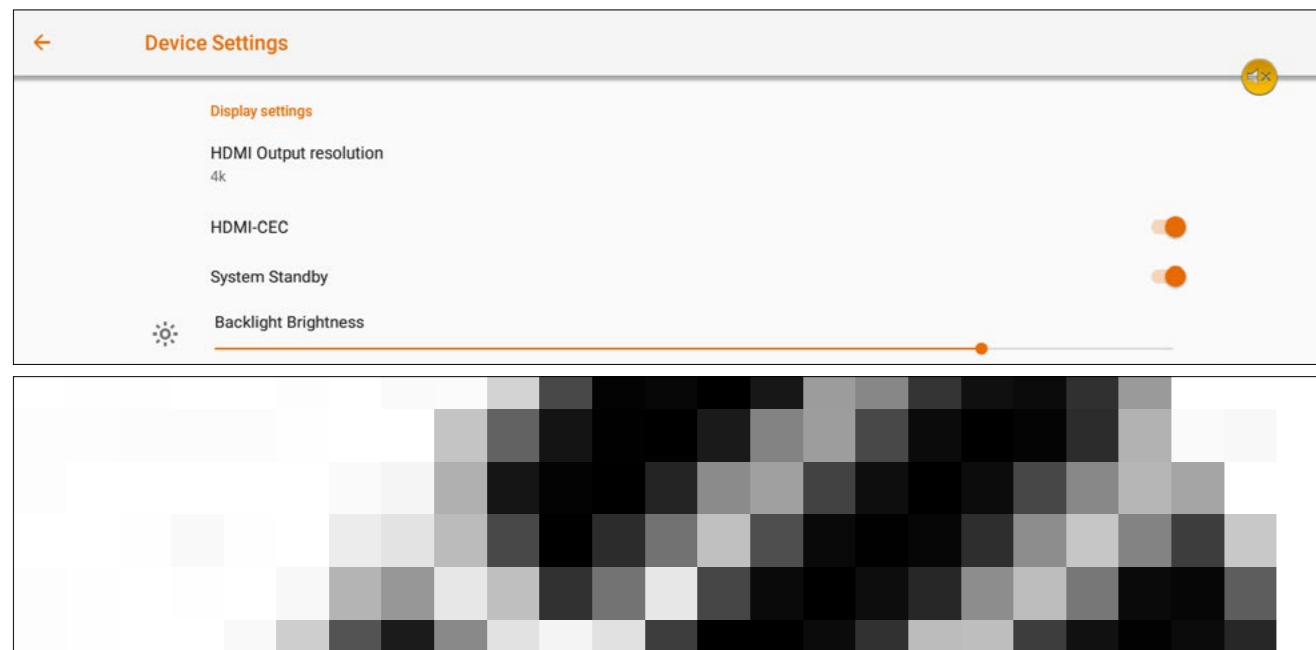 Device Settings
Display settings
HDMI Output resolution
4k
HDMI-CEC
System Standby
Backlight Brightness